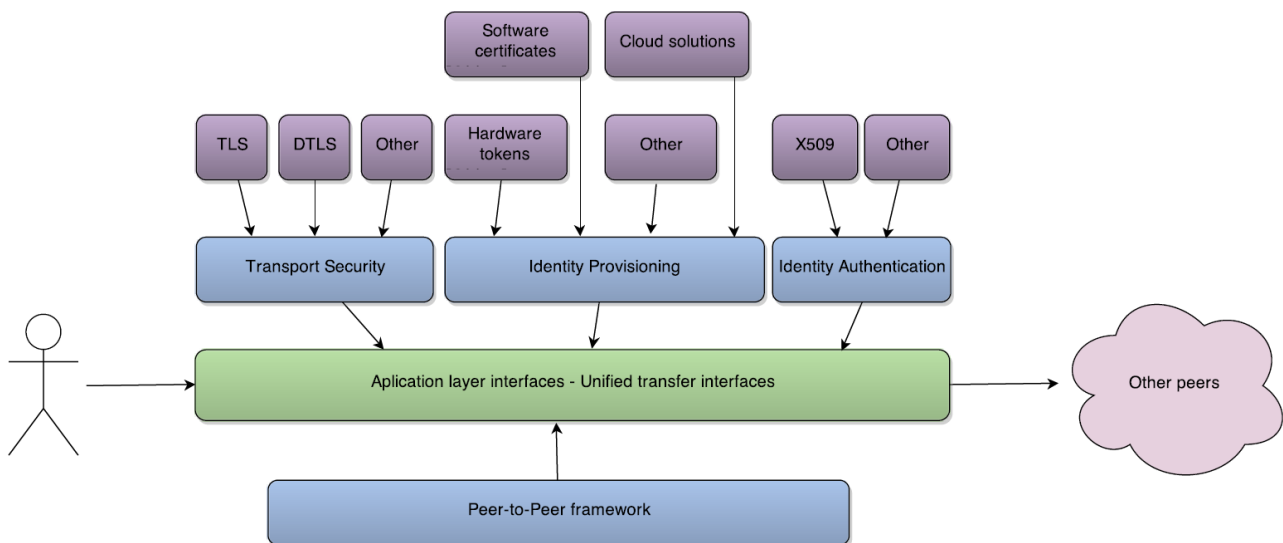 Software
certificates
Cloud solutions
TLS
DTLS
Other
Hardware
tokens
Other
X509
Other
Transport Security
Identity Provisioning
Identity Authentication
Aplication layer interfaces - Unified transfer interfaces
Other peers
Peer-to-Peer framework